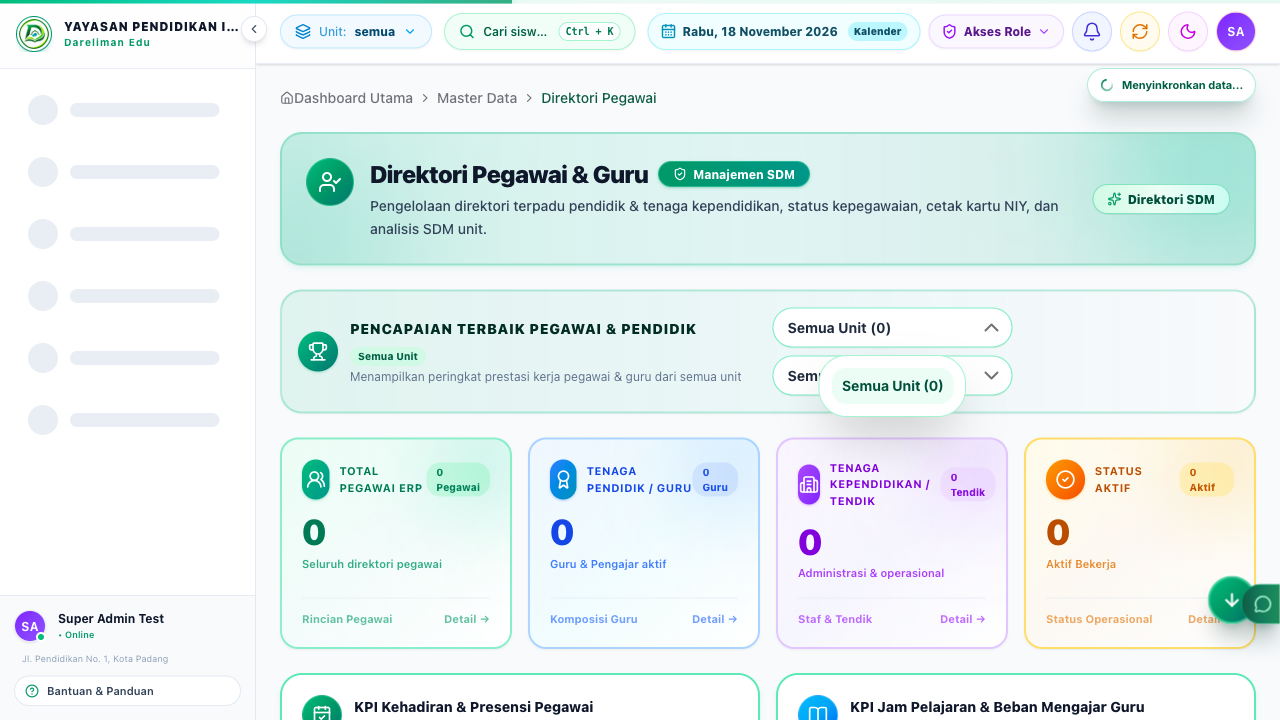 YAYASAN PENDIDIKAN I...
Dareliman Edu
Unit: semua
Cari sisw...
Ctrl + K
Rabu, 18 November 2026
Kalender
Akses Role
SA
Menyinkronkan data...
Dashboard Utama
Master Data
Direktori Pegawai
Direktori Pegawai & Guru
Manajemen SDM
Pengelolaan direktori terpadu pendidik & tenaga kependidikan, status kepegawaian, cetak kartu NIY, dan
analisis SDM unit.
Direktori SDM
PENCAPAIAN TERBAIK PEGAWAI & PENDIDIK
Semua Unit
Menampilkan peringkat prestasi kerja pegawai & guru dari semua unit
Semua Unit (0)
Semua Unit (0)
TOTAL
PEGAWAI ERP
0
Pegawai
0
Seluruh direktori pegawai
Rincian Pegawai
Detail →
TENAGA
PENDIDIK / GURU
0
Guru
0
Guru & Pengajar aktif
Komposisi Guru
Detail →
TENAGA
KEPENDIDIKAN /
TENDIK
0
Tendik
0
Administrasi & operasional
Staf & Tendik
Detail →
STATUS
AKTIF
0
Aktif
0
Aktif Bekerja
Status Operasional
Super Admin Test
• Online
SA
Jl. Pendidikan No. 1, Kota Padang
Bantuan & Panduan
KPI Kehadiran & Presensi Pegawai
KPI Jam Pelajaran & Beban Mengajar Guru